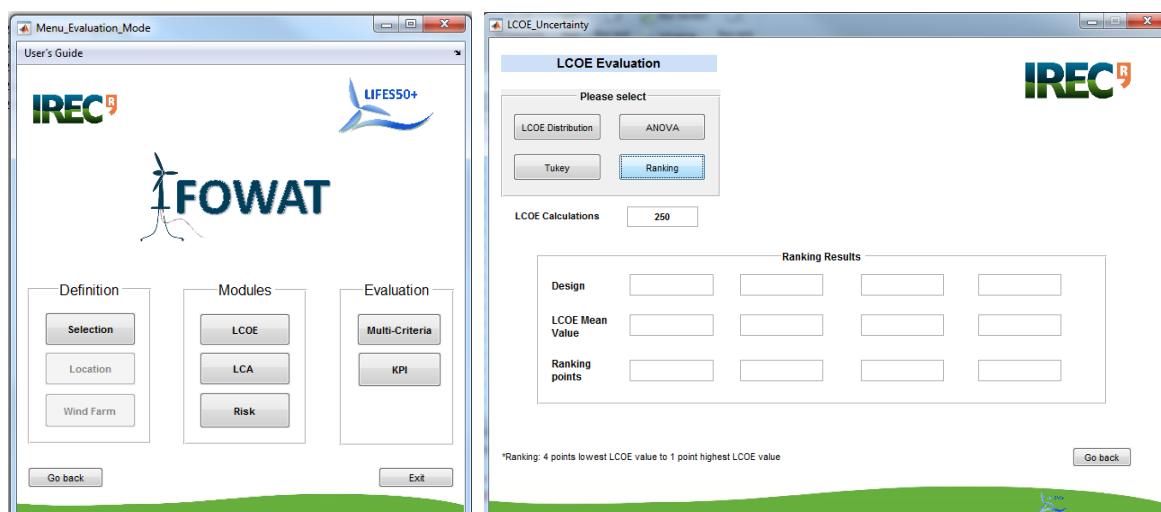 Menu_Evaluation_Mode
User's Guide
IREC
LIFES50+
FOWAT
Definition
Modules
Evaluation
Selection
LCOE
Multi-Criteria
Location
LCA
KPI
Wind Farm
Risk
Go back
Exit
LCOE_Uncertainty
LCOE Evaluation
IREC
Please select
LCOE Distribution
ANOVA
Tukey
Ranking
LCOE Calculations
250
Ranking Results
Design
LCOE Mean
Value
Ranking
points
*Ranking: 4 points lowest LCOE value to 1 point highest LCOE value
Go back